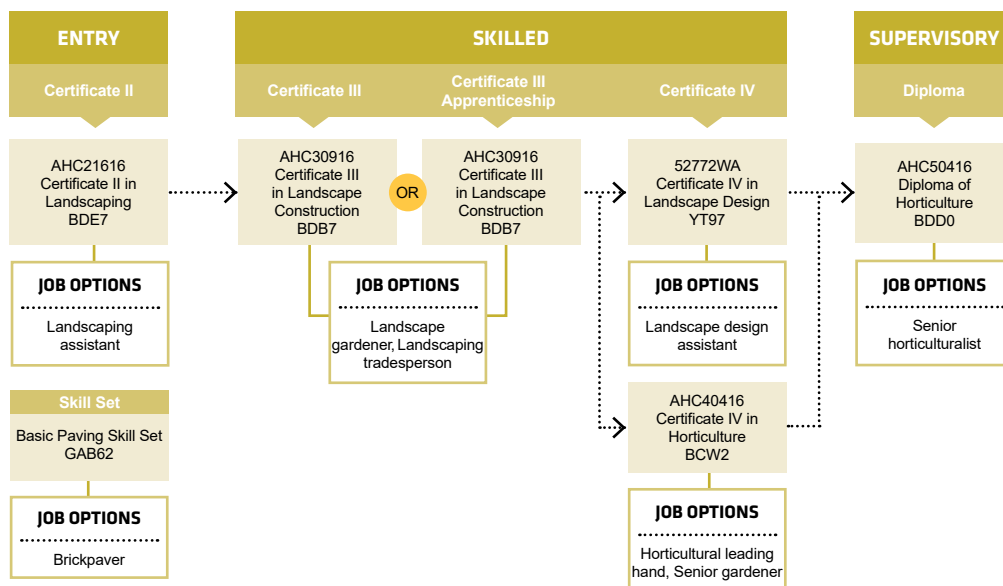 ENTRY
Certificate II
AHC21616
Certificate II in
Landscaping
BDE7
JOB OPTIONS
Landscaping
assistant
Skill Set
Basic Paving Skill Set
GAB62
JOB OPTIONS
Brickpaver
SKILLED
Certificate III
AHC30916
Certificate III
in Landscape
Construction
BDB7
OR
Certificate III
Apprenticeship
AHC30916
Certificate III
in Landscape
Construction
BDB7
JOB OPTIONS
Landscape
gardener, Landscaping
tradesperson
Certificate IV
52772WA
Certificate IV in
Landscape Design
YT97
JOB OPTIONS
Landscape design
assistant
AHC40416
Certificate IV in
Horticulture
BCW2
JOB OPTIONS
Horticultural leading
hand, Senior gardener
SUPERVISORY
Diploma
AHC50416
Diploma of
Horticulture
BDD0
JOB OPTIONS
Senior
horticulturalist